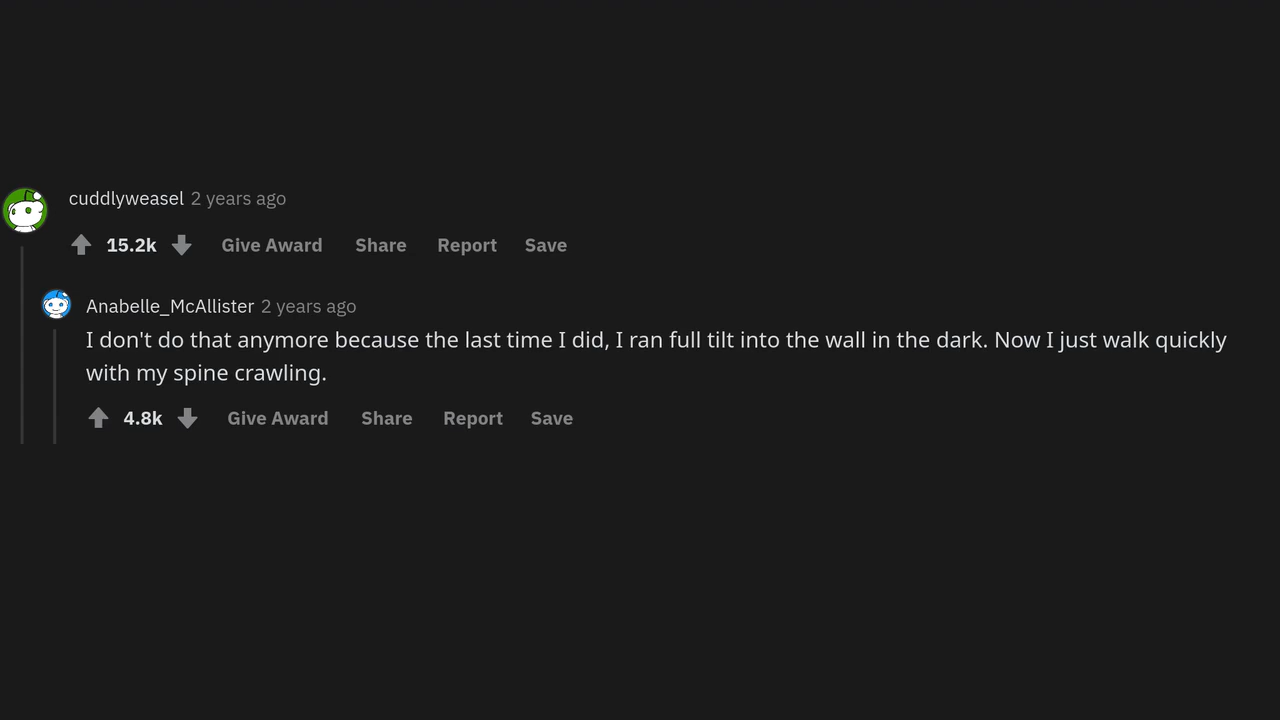 cuddlyweasel 2 years ago
15.2k Give Award Share Report Save
Anabelle_McAllister 2 years ago
I don't do that anymore because the last time I did, I ran full tilt into the wall in the dark. Now I just walk quickly
with my spine crawling.
4.8k Give Award Share Report Save